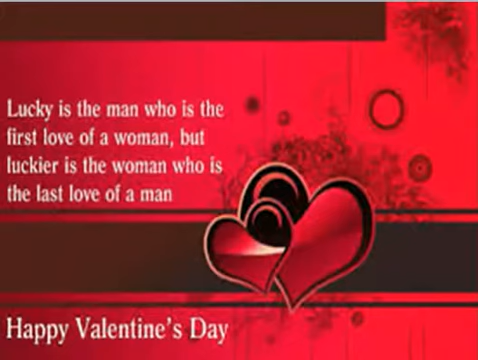 Lucky is the man who is the
first love of a woman, but
luckier is the woman who is
the last love of a man
Happy Valentine's Day